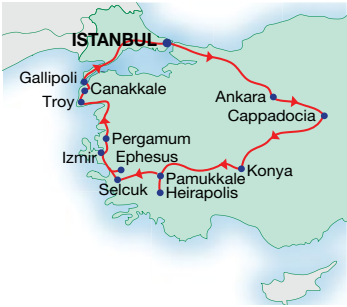 ISTANBUL
Gallipoli
Canakkale
Troy
Ankara
Cappadocia
Pergamum
Izmir
Ephesus
Selcuk
Pamukkale
Heirapolis
Konya